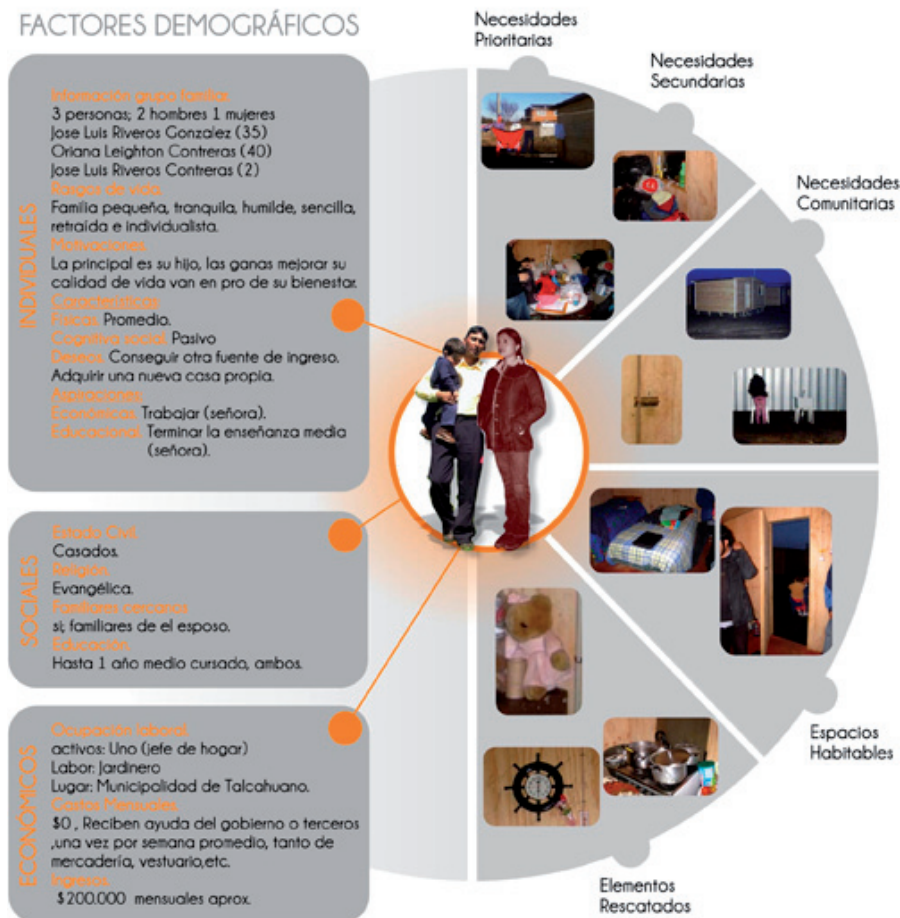 FACTORES DEMOGRÁFICOS
INDIVIDUALES
Información grupo familiar
3 personas; 2 hombres 1 mujeres
Jose Luis Riveros Gonzalez (35)
Oriana Leighton Contreras (40)
Jose Luis Riveros Contreras (2)
Rasgos de vida.
Familia pequeña, tranquila, humilde, sencilla,
retraída e individualista.
Motivaciones.
La principal es su hijo, las ganas mejorar su
calidad de vida van en pro de su bienestar.
Características
Físicas: Promedio.
Cognitiva social: Pasivo
Deseos: Conseguir otra fuente de ingreso.
Adquirir una nueva casa propia.
Aspiraciones:
Económicas: Trabajar (señora).
Educacional: Terminar la enseñanza media
(señora).
SOCIALES
Estado Civil:
Casados.
Religión.
Evangélica.
Familiares cercanos
si; familiares de el esposo.
Educación.
Hasta 1 año medio cursado, ambos.
ECONÓMICOS
Ocupación laboral.
activos: Uno (jefe de hogar)
Labor: Jardinero
Lugar: Municipalidad de Talcahuano.
Costos Mensuales
$0 , Reciben ayuda del gobierno o terceros
,una vez por semana promedio, tanto de
mercadería, vestuario,etc.
Ingresos.
$200.000 mensuales aprox.
Necesidades
Prioritarias
Necesidades
Secundarias
Necesidades
Comunitarias
Espacios
Habitables
Elementos
Rescatados